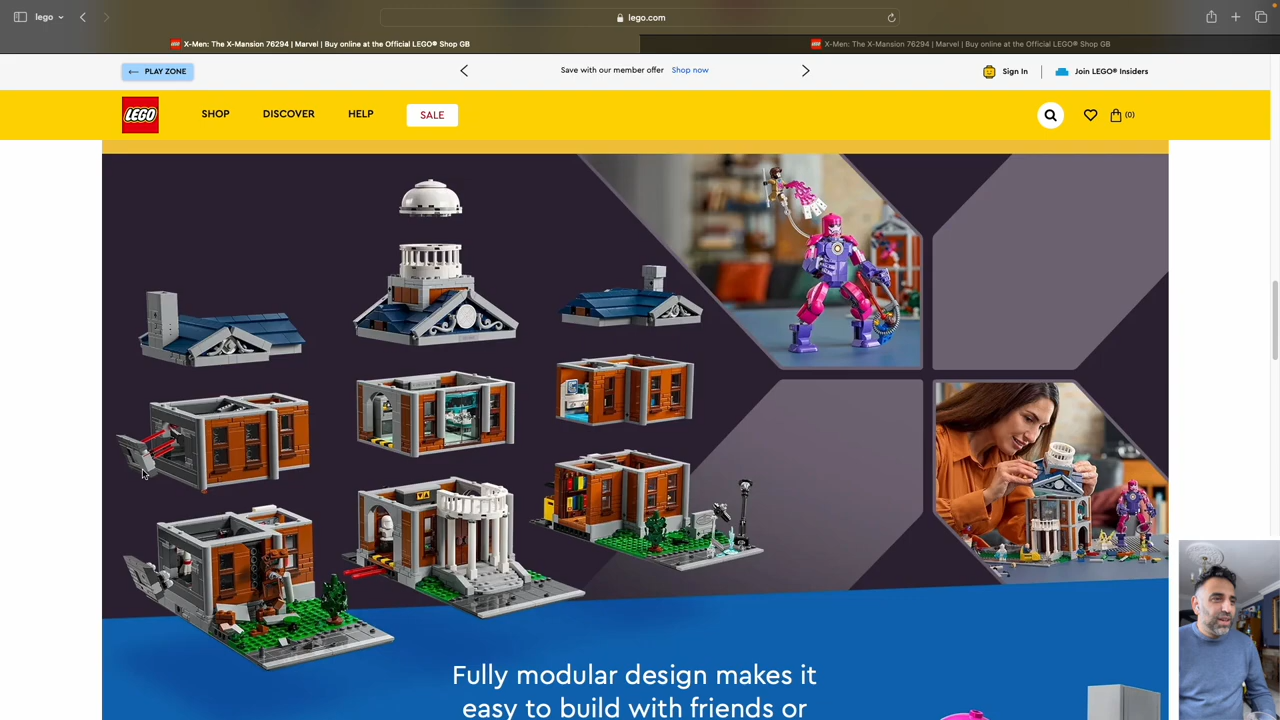 lego
lego.com
X-Men: The X-Mansion 76294 | Marvel | Buy online at the Official LEGO® Shop GB
X-Men: The X-Mansion 76294 | Marvel | Buy online at the Official LEGO® Shop GB
PLAY ZONE
Save with our member offer Shop now
Sign In
Join LEGO® Insiders
LEGO
SHOP
DISCOVER
HELP
SALE
(0)
Fully modular design makes it
easy to build with friends or